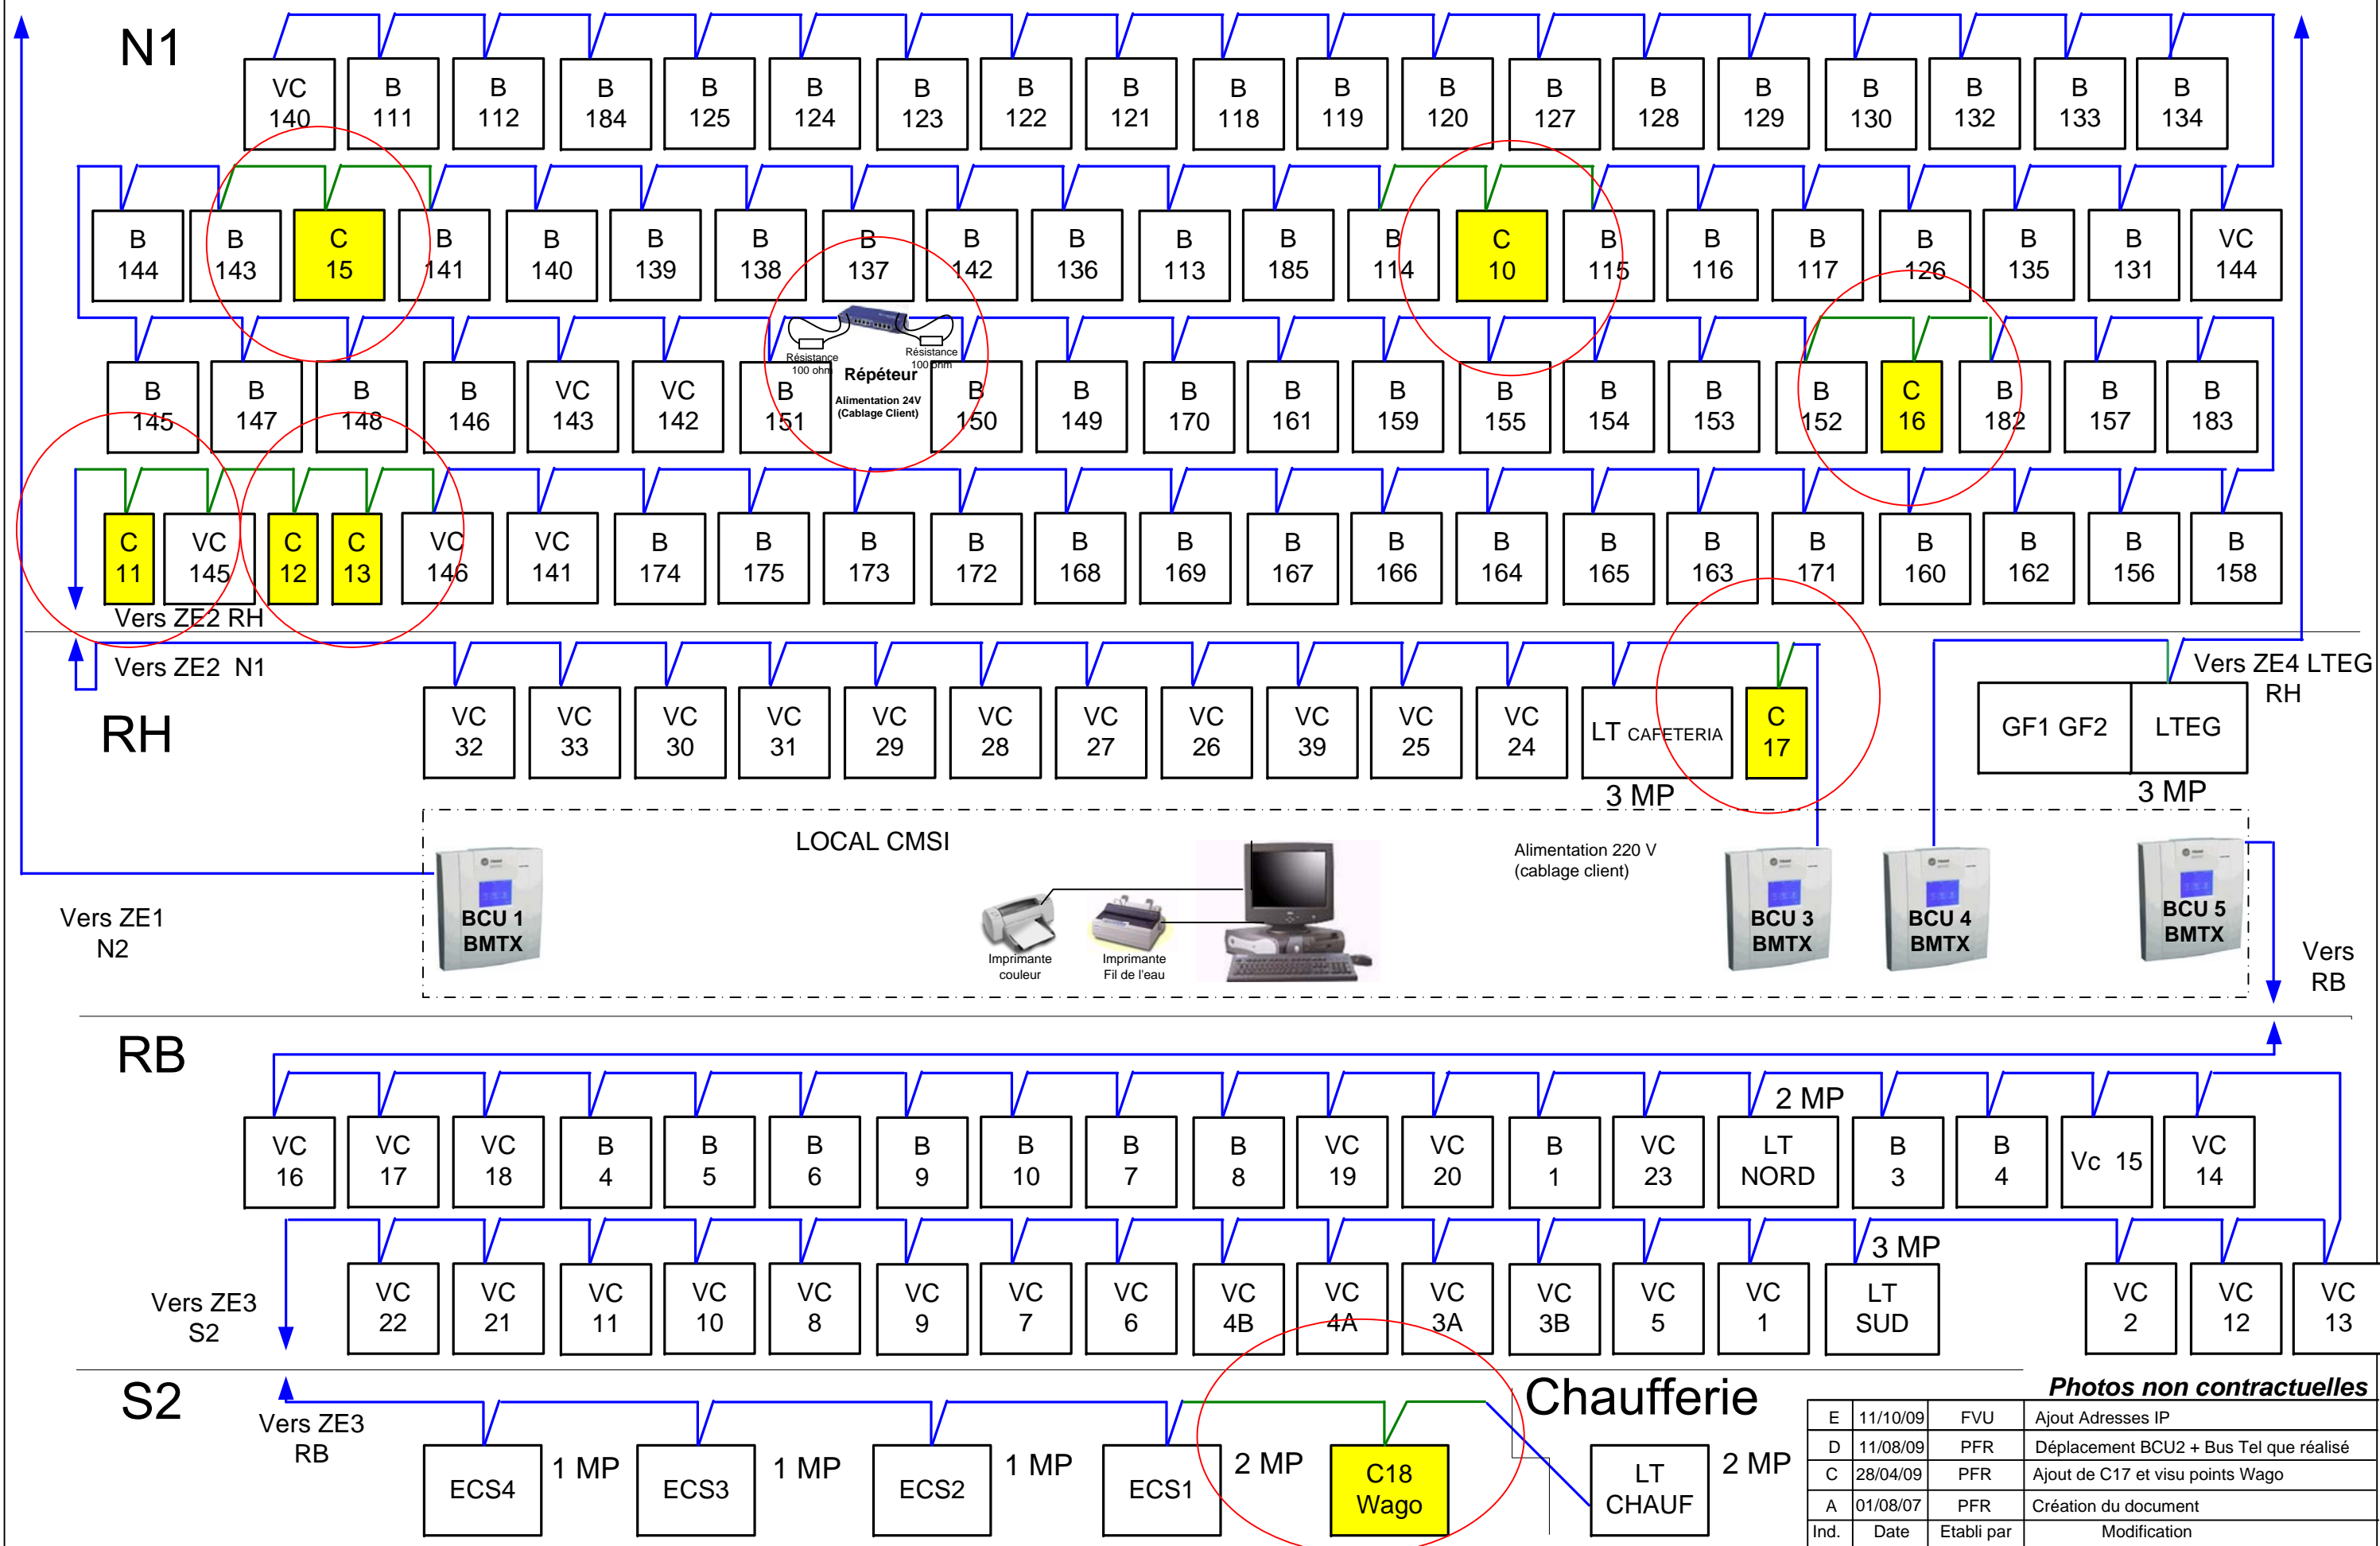 N1
VC B B B B B B B B B B B B B B B B B B
140 111 112 184 125 124 123 122 121 118 119 120 127 128 129 130 132 133 134
B B C B B B B B B B B B B C B B B B B B VC
144 143 15 141 140 139 138 137 142 136 113 185 114 10 115 116 117 126 135 131 144
Résistance
100 ohm
Résistance
100 ohm
Répéteur
Alimentation 24V
(Cablage Client)
B B B B VC VC B B B B B B B B B B C B B B
145 147 148 146 143 142 151 150 149 170 161 159 155 154 153 152 16 182 157 183
C VC C C VC VC B B B B B B B B B B B B B B B B
11 145 12 13 146 141 174 175 173 172 168 169 167 166 164 165 163 171 160 162 156 158
Vers ZE2 RH
Vers ZE2 N1
RH
VC VC VC VC VC VC VC VC VC VC VC
32 33 30 31 29 28 27 26 39 25 24
LT CAFETERIA
3 MP
C
17
GF1 GF2
LTEG
3 MP
Vers ZE4 LTEG
RH
LOCAL CMSI
Alimentation 220 V
(cablage client)
Vers ZE1
N2
BCU 1
BMTX
Imprimante
couleur
Imprimante
Fil de l'eau
BCU 3
BMTX
BCU 4
BMTX
BCU 5
BMTX
Vers
RB
RB
2 MP
VC VC VC B B B B B B B VC VC B VC LT B B Vc 15 VC
16 17 18 4 5 6 9 10 7 8 19 20 1 23 NORD 3 4 14
3 MP
VC VC VC VC VC VC VC VC VC VC VC VC VC VC LT VC VC VC
22 21 11 10 8 9 7 6 4B 4A 3A 3B 5 1 SUD 2 12 13
Vers ZE3
S2
S2
Vers ZE3
RB
ECS4 1 MP
ECS3 1 MP
ECS2 1 MP
ECS1 2 MP
C18
Wago
Chaufferie
LT
CHAUF
2 MP
Photos non contractuelles
E 11/10/09 FVU Ajout Adresses IP
D 11/08/09 PFR Déplacement BCU2 + Bus Tel que réalisé
C 28/04/09 PFR Ajout de C17 et visu points Wago
A 01/08/07 PFR Création du document
Ind. Date Etabli par Modification